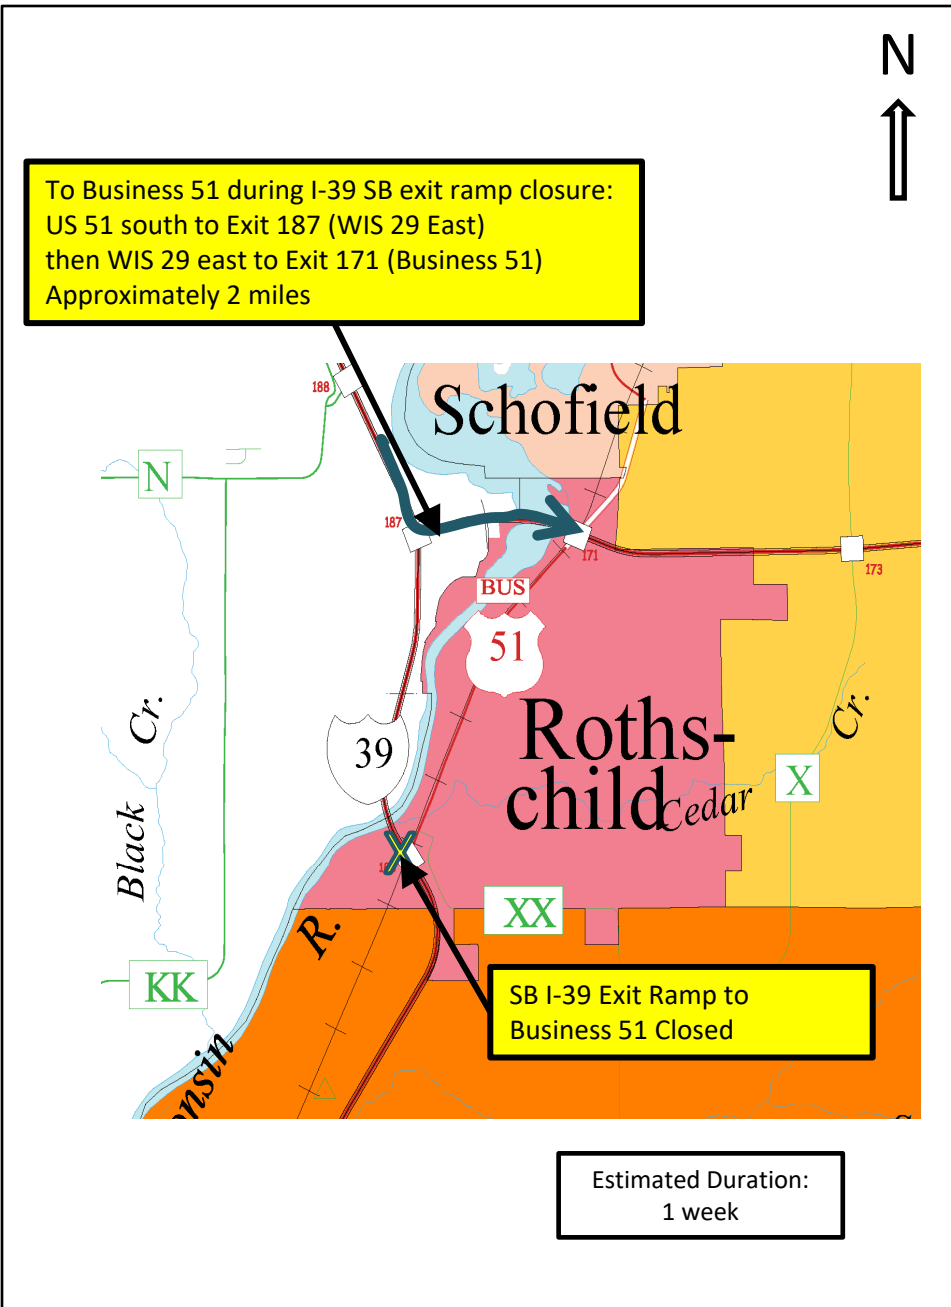 N
To Business 51 during I-39 SB exit ramp closure:
US 51 south to Exit 187 (WIS 29 East)
then WIS 29 east to Exit 171 (Business 51)
Approximately 2 miles
188
Schofield
N
187
171
173
BUS
51
39
Roths-
child
Cedar
Cr.
X
Black
Cr.
XX
R.
KK
onsin
SB I-39 Exit Ramp to
Business 51 Closed
Estimated Duration:
1 week